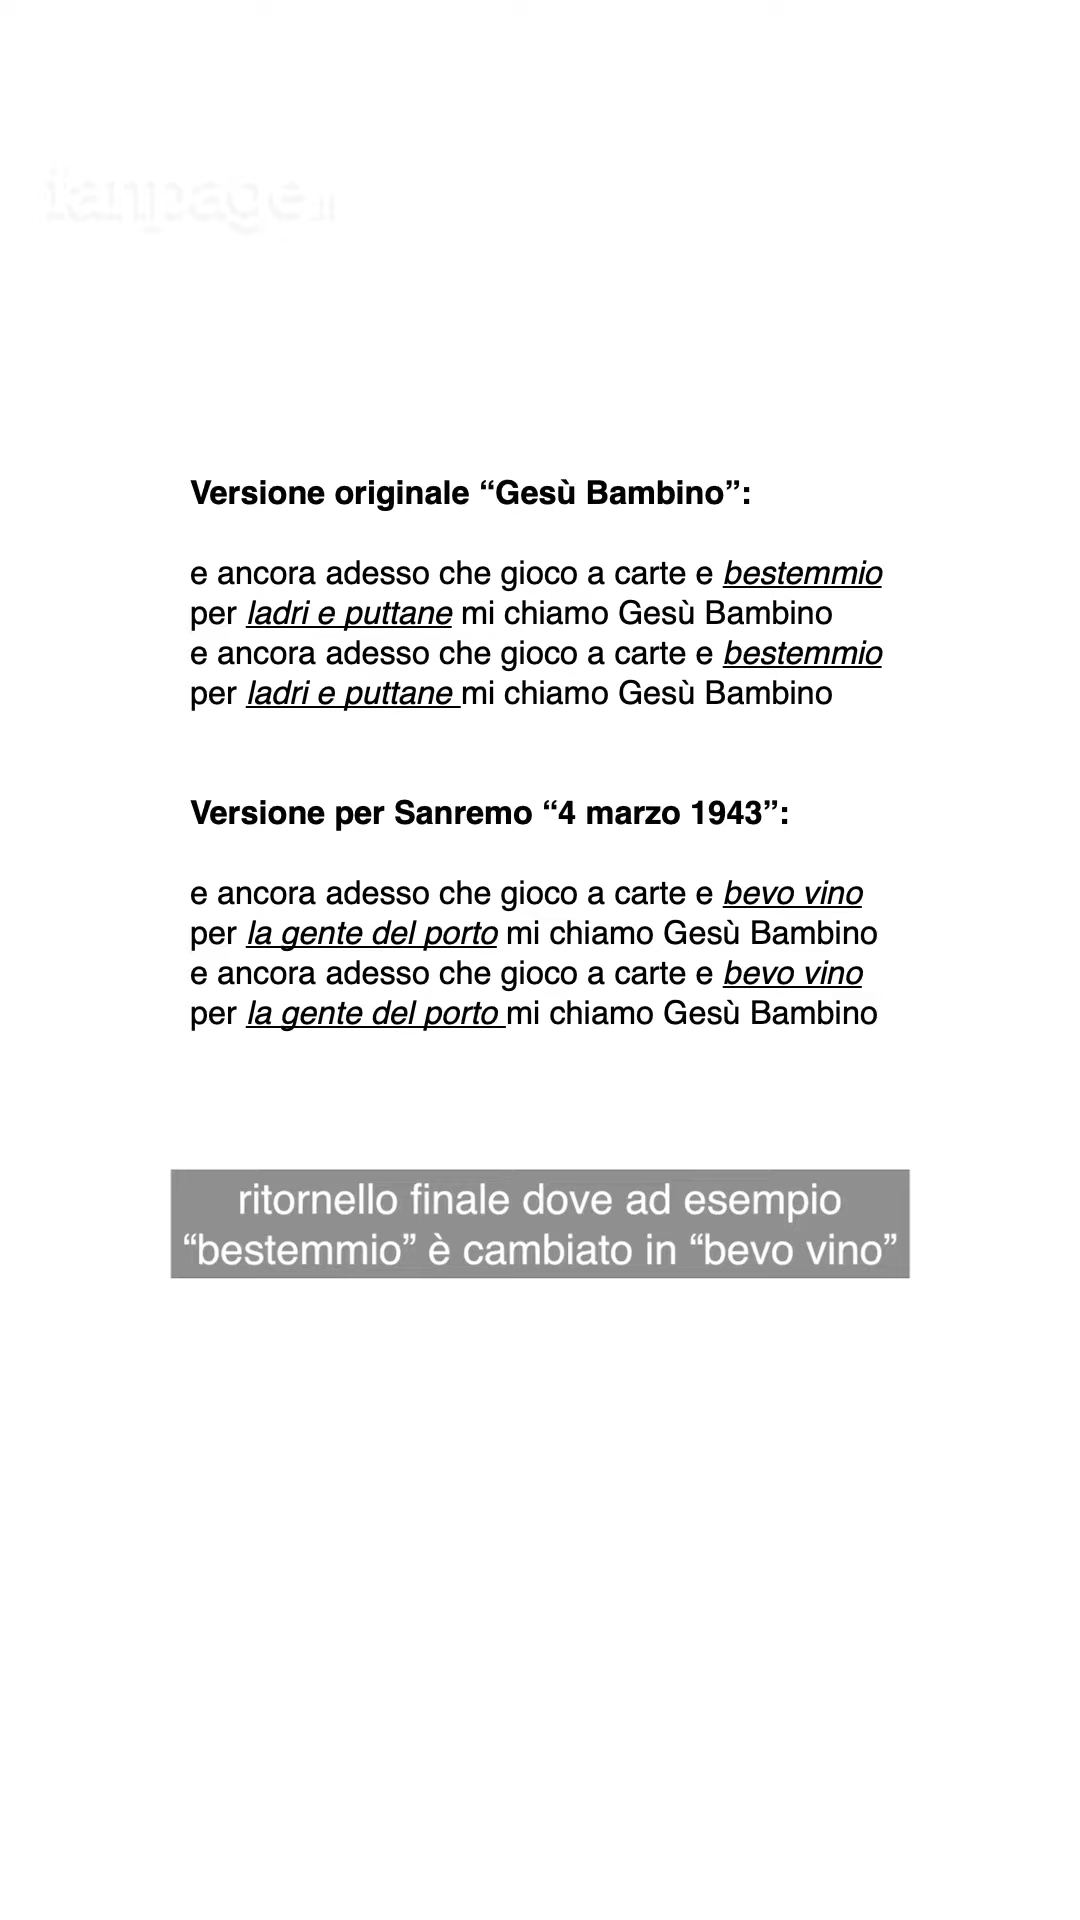 fanpage.it
Versione originale “Gesù Bambino”:
e ancora adesso che gioco a carte e bestemmio
per ladri e puttane mi chiamo Gesù Bambino
e ancora adesso che gioco a carte e bestemmio
per ladri e puttane mi chiamo Gesù Bambino
Versione per Sanremo “4 marzo 1943”:
e ancora adesso che gioco a carte e bevo vino
per la gente del porto mi chiamo Gesù Bambino
e ancora adesso che gioco a carte e bevo vino
per la gente del porto mi chiamo Gesù Bambino
ritornello finale dove ad esempio
“bestemmio” è cambiato in “bevo vino”